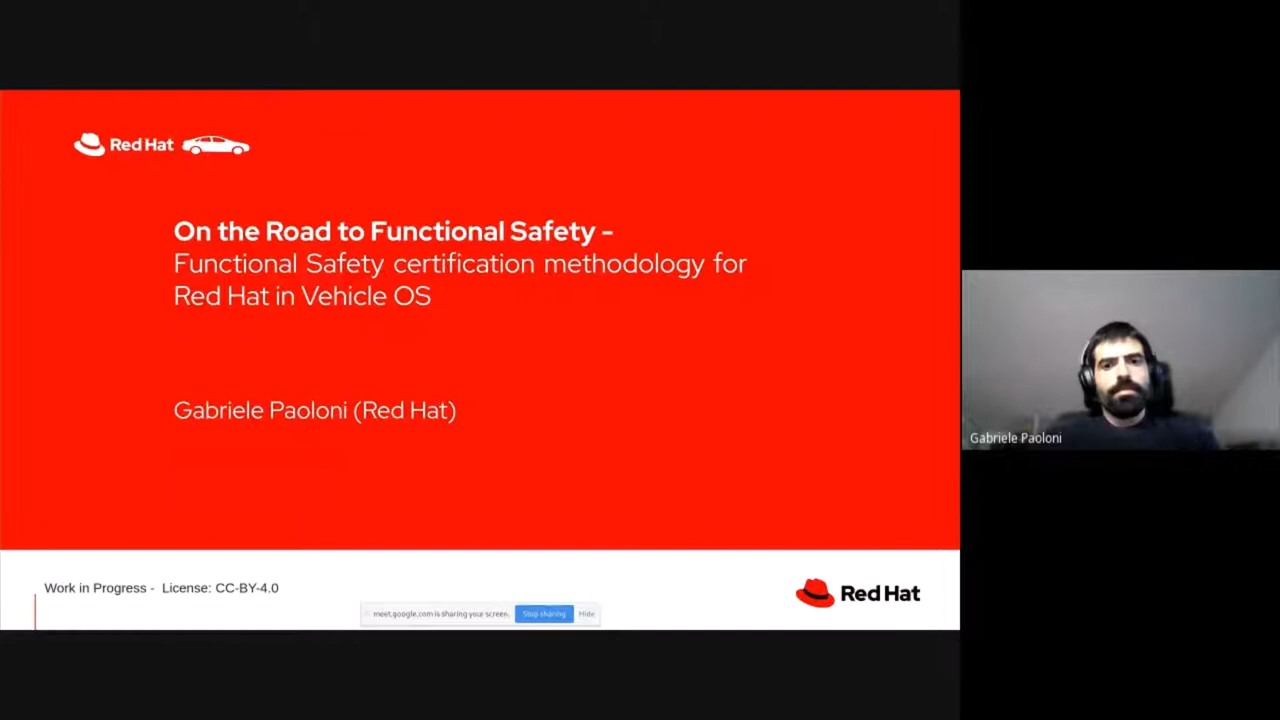 Red Hat
On the Road to Functional Safety -
Functional Safety certification methodology for
Red Hat in Vehicle OS
Gabriele Paoloni (Red Hat)
Gabriele Paoloni
Work in Progress - License: CC-BY-4.0
Red Hat
meet.google.com is sharing your screen.
Stop sharing
Hide